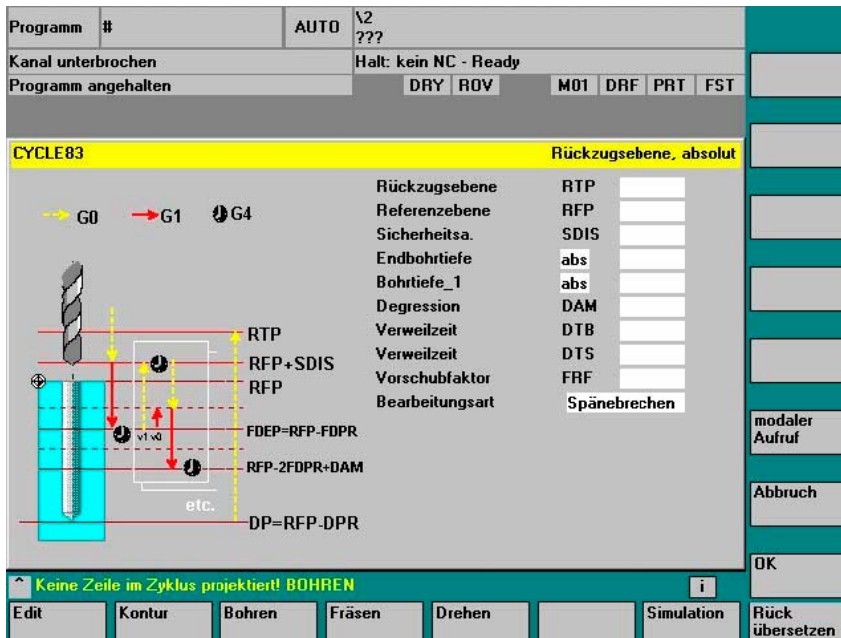 Programm # AUTO \2
???
Kanal unterbrochen Halt: kein NC - Ready
Programm angehalten DRY ROV M01 DRF PRT FST
CYCLE83 Rückzugsebene, absolut
G0 G1 G4
Rückzugsebene RTP
Referenzebene RFP
Sicherheitsa. SDIS
Endbohrtiefe abs
Bohrtiefe_1 abs
Degression DAM
Verweilzeit DTB
Verweilzeit DTS
Vorschubfaktor FRF
Bearbeitungsart Spänebrechen
RTP
RFP+SDIS
RFP
FDEP=RFP-FDPR
v1 v0
RFP-2FDPR+DAM
etc.
DP=RFP-DPR
modaler
Aufruf
Abbruch
OK
^ Keine Zeile im Zyklus projektiert! BOHREN i
Edit Kontur Bohren Fräsen Drehen Simulation Rück
übersetzen